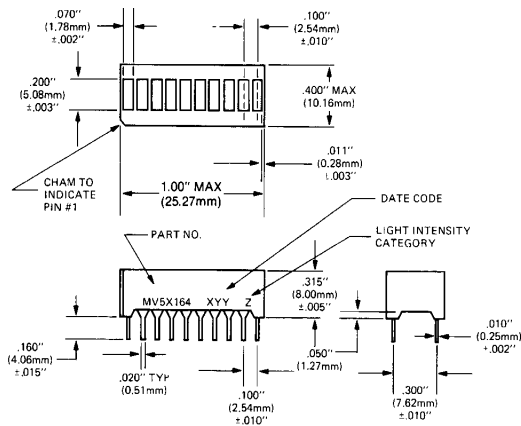 .070''
(1.78mm)
±.002''
.100''
(2.54mm)
±.010''
.200''
(5.08mm)
±.003''
.400'' MAX
(10.16mm)
.011''
(0.28mm)
±.003''
CHAM TO
INDICATE
PIN #1
1.00'' MAX
(25.27mm)
DATE CODE
PART NO.
LIGHT INTENSITY
CATEGORY
MV5X164 XYY Z
.315''
(8.00mm)
±.005''
.160''
(4.06mm)
±.015''
.020'' TYP
(0.51mm)
.100''
(2.54mm)
±.010''
.050''
(1.27mm)
.010''
(0.25mm)
±.002''
.300''
(7.62mm)
±.010''